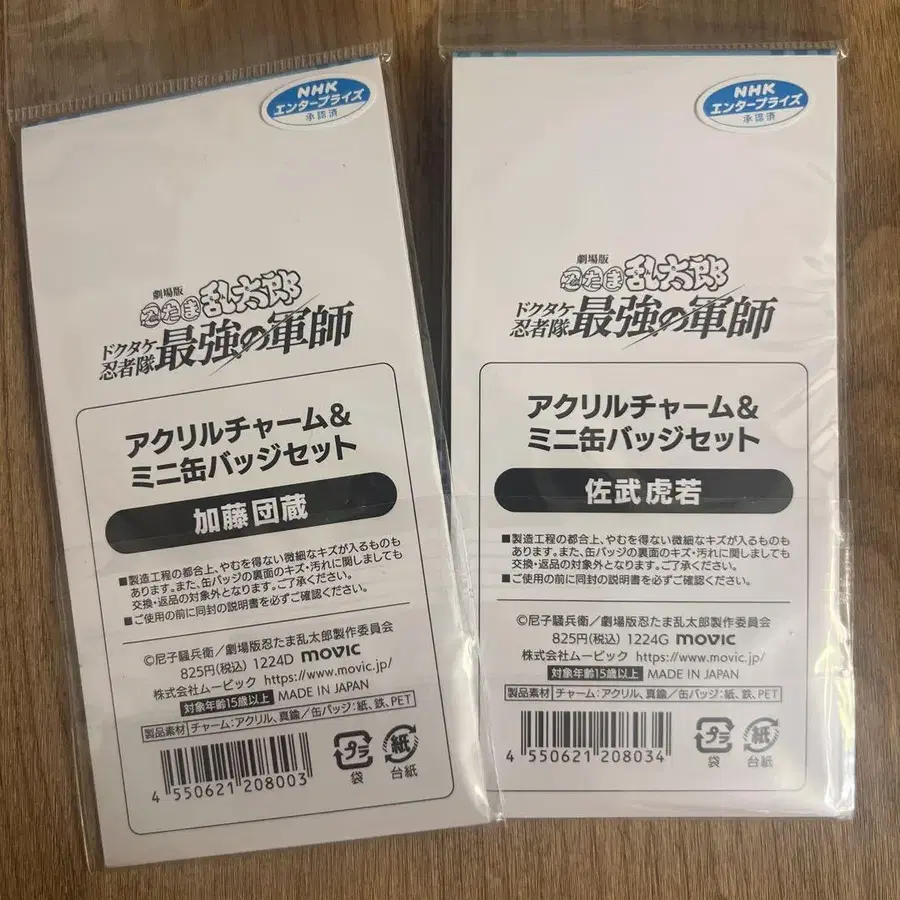 NHK
エンタープライズ
承認済
劇場版
忍たま乱太郎
ドクタケ
忍者隊
最強の軍師
アクリルチャーム&
ミニ缶バッジセット
加藤団蔵
■製造工程の都合上、やむを得ない微細なキズが入るものも
あります。また、缶バッジの裏面のキズ・汚れに関しましても
交換・返品の対象外となります。ご了承ください。
■ご使用の前に同封の説明書を必ずご確認ください。
©尼子騒兵衛/劇場版忍たま乱太郎製作委員会
825円(税込) 1224D movic
株式会社ムービック https://www.movic.jp/
対象年齢15歳以上 MADE IN JAPAN
製品素材 チャーム:アクリル、真鍮/缶バッジ:紙、鉄、PET
4 550621 208003
プラ
袋
紙
台紙
NHK
エンタープライズ
承認済
劇場版
忍たま乱太郎
ドクタケ
忍者隊
最強の軍師
アクリルチャーム&
ミニ缶バッジセット
佐武虎若
■製造工程の都合上、やむを得ない微細なキズが入るものも
あります。また、缶バッジの裏面のキズ・汚れに関しましても
交換・返品の対象外となります。ご了承ください。
■ご使用の前に同封の説明書を必ずご確認ください。
©尼子騒兵衛/劇場版忍たま乱太郎製作委員会
825円(税込) 1224G movic
株式会社ムービック https://www.movic.jp/
対象年齢15歳以上 MADE IN JAPAN
製品素材 チャーム:アクリル、真鍮/缶バッジ:紙、鉄、PET
4 550621 208034
プラ
袋
紙
台紙